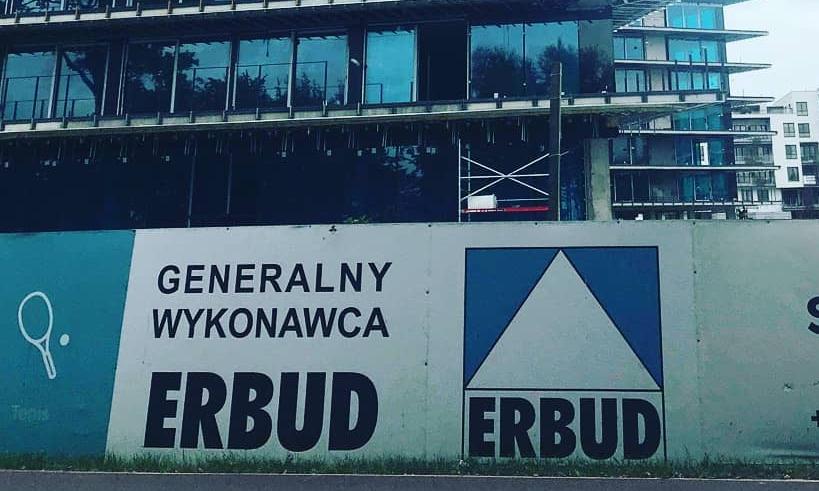 GENERALNY
WYKONAWCA
ERBUD
ERBUD
Tenis